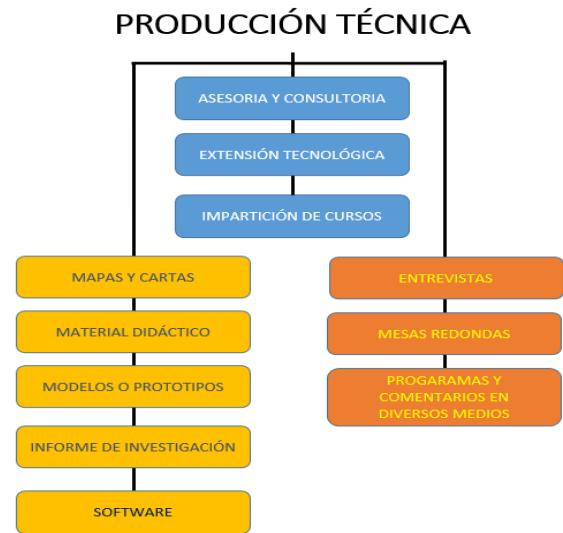 PRODUCCIÓN TÉCNICA
ASESORIA Y CONSULTORIA
EXTENSIÓN TECNOLÓGICA
IMPARTICIÓN DE CURSOS
MAPAS Y CARTAS
MATERIAL DIDÁCTICO
MODELOS O PROTOTIPOS
INFORME DE INVESTIGACIÓN
SOFTWARE
ENTREVISTAS
MESAS REDONDAS
PROGARAMAS Y
COMENTARIOS EN
DIVERSOS MEDIOS